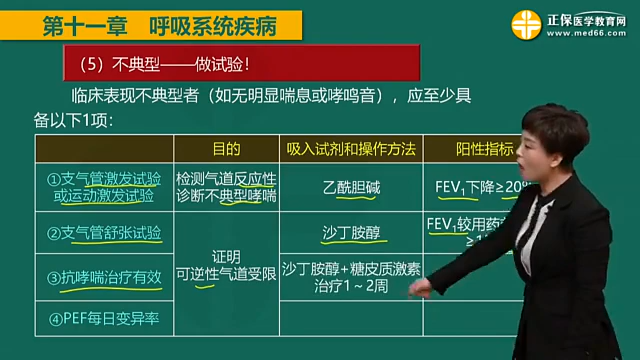 第十一章 呼吸系统疾病
正保医学教育网
www.med66.com
（5）不典型——做试验！
临床表现不典型者（如无明显喘息或哮鸣音），应至少具
备以下1项：
目的
吸入试剂和操作方法
阳性指标
①支气管激发试验
或运动激发试验
检测气道反应性
诊断不典型哮喘
乙酰胆碱
FEV1下降≥20%
②支气管舒张试验
证明
可逆性气道受限
沙丁胺醇
FEV1较用药
③抗哮喘治疗有效
沙丁胺醇+糖皮质激素
治疗1～2周
④PEF每日变异率